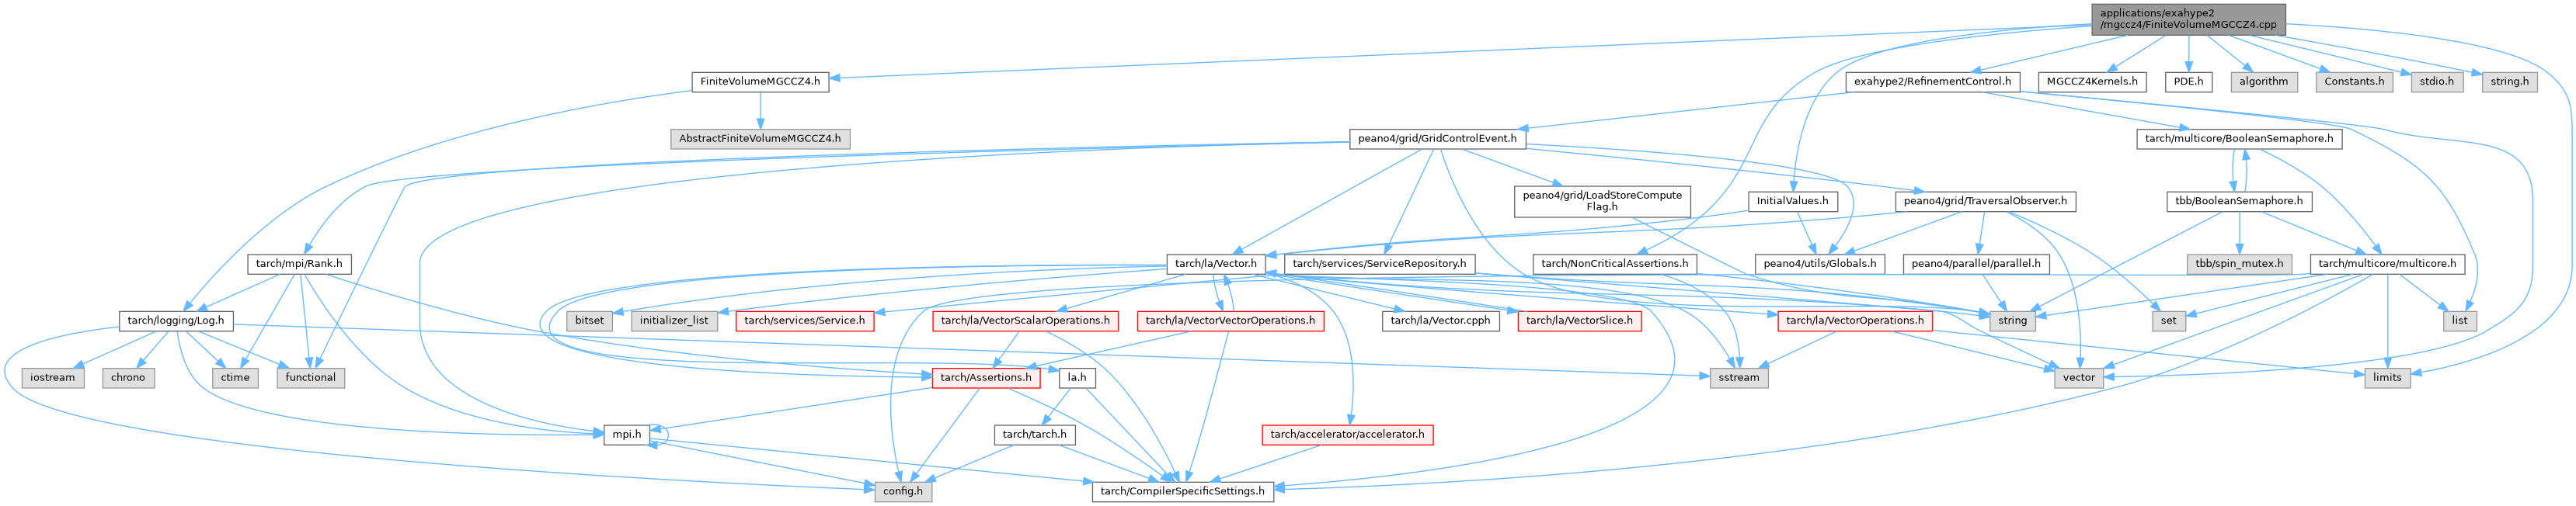 applications/exahype2
/mgccz4/FiniteVolumeMGCCZ4.cpp
FiniteVolumeMGCCZ4.h
exahype2/RefinementControl.h
MGCCZ4Kernels.h
PDE.h
algorithm
Constants.h
stdio.h
string.h
AbstractFiniteVolumeMGCCZ4.h
peano4/grid/GridControlEvent.h
tarch/multicore/BooleanSemaphore.h
peano4/grid/LoadStoreCompute
Flag.h
InitialValues.h
peano4/grid/TraversalObserver.h
tbb/BooleanSemaphore.h
tarch/mpi/Rank.h
tarch/la/Vector.h
tarch/services/ServiceRepository.h
tarch/NonCriticalAssertions.h
peano4/utils/Globals.h
peano4/parallel/parallel.h
tbb/spin_mutex.h
tarch/multicore/multicore.h
tarch/logging/Log.h
bitset
initializer_list
tarch/services/Service.h
tarch/la/VectorScalarOperations.h
tarch/la/VectorVectorOperations.h
tarch/la/Vector.cpph
tarch/la/VectorSlice.h
tarch/la/VectorOperations.h
string
set
list
iostream
chrono
ctime
functional
tarch/Assertions.h
la.h
sstream
vector
limits
mpi.h
tarch/tarch.h
tarch/accelerator/accelerator.h
config.h
tarch/CompilerSpecificSettings.h